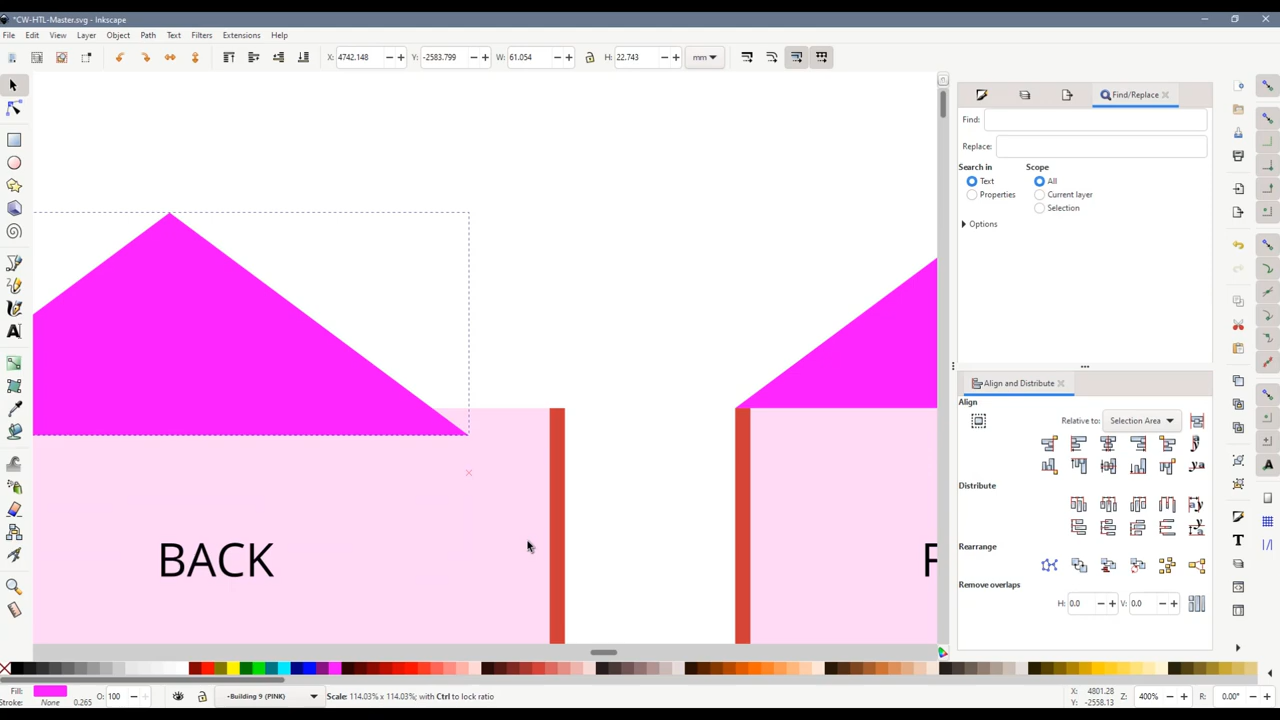 *CW-HTL-Master.svg - Inkscape
File Edit View Layer Object Path Text Filters Extensions Help
X: 4742.148 − + Y: -2583.799 − + W: 61.054 − + H: 22.743 − + mm
Find/Replace
Find:
Replace:
Search in Scope
Text All
Properties Current layer
Selection
Options
Align and Distribute
Align
Relative to: Selection Area
Distribute
Rearrange
Remove overlaps
H: 0.0 − + V: 0.0 − +
BACK
F
Fill: O: 100 − + -Building 9 (PINK) Scale: 114.03% x 114.03%; with Ctrl to lock ratio X: 4801.28 Z: 400% − + R: 0.00° − +
Stroke: None 0.265 Y: -2558.13